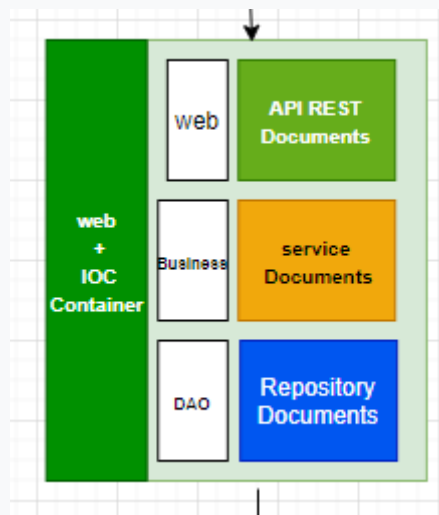 web
+
IOC
Container
web
API REST
Documents
Business
service
Documents
DAO
Repository
Documents